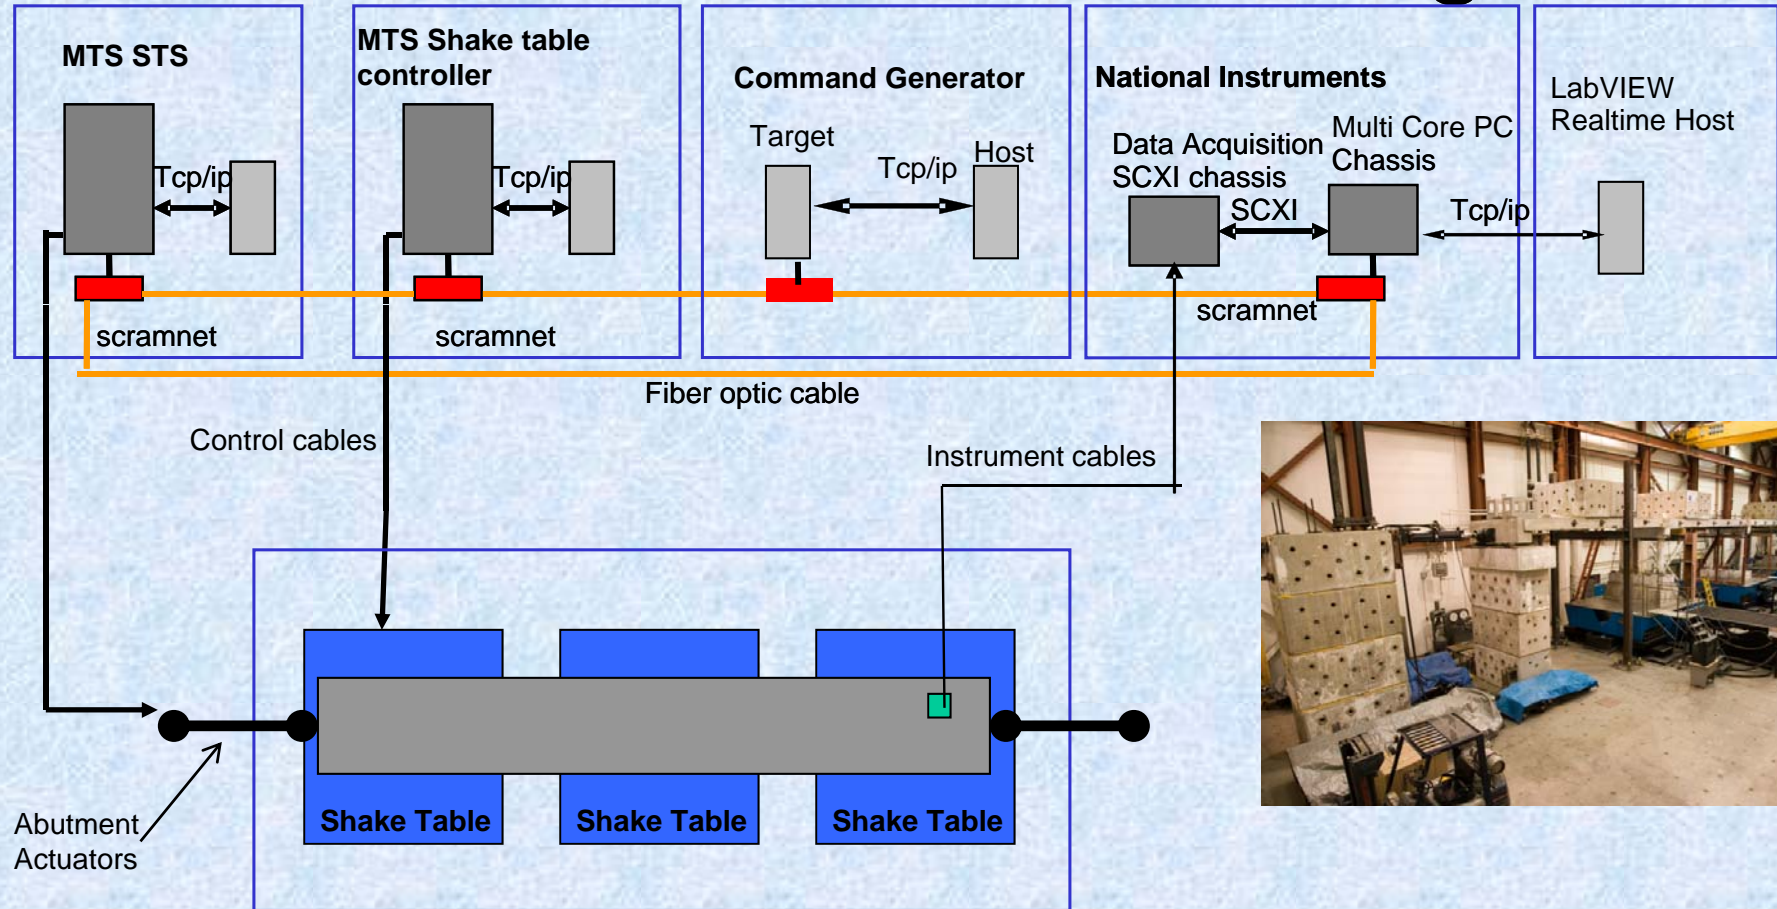 MTS STS
Tcp/ip
scramnet
MTS Shake table
controller
Tcp/ip
scramnet
Command Generator
Target
Tcp/ip
Host
National Instruments
Data Acquisition
SCXI chassis
SCXI
Multi Core PC
Chassis
Tcp/ip
scramnet
LabVIEW
Realtime Host
Fiber optic cable
Control cables
Instrument cables
Shake Table
Shake Table
Shake Table
Abutment
Actuators